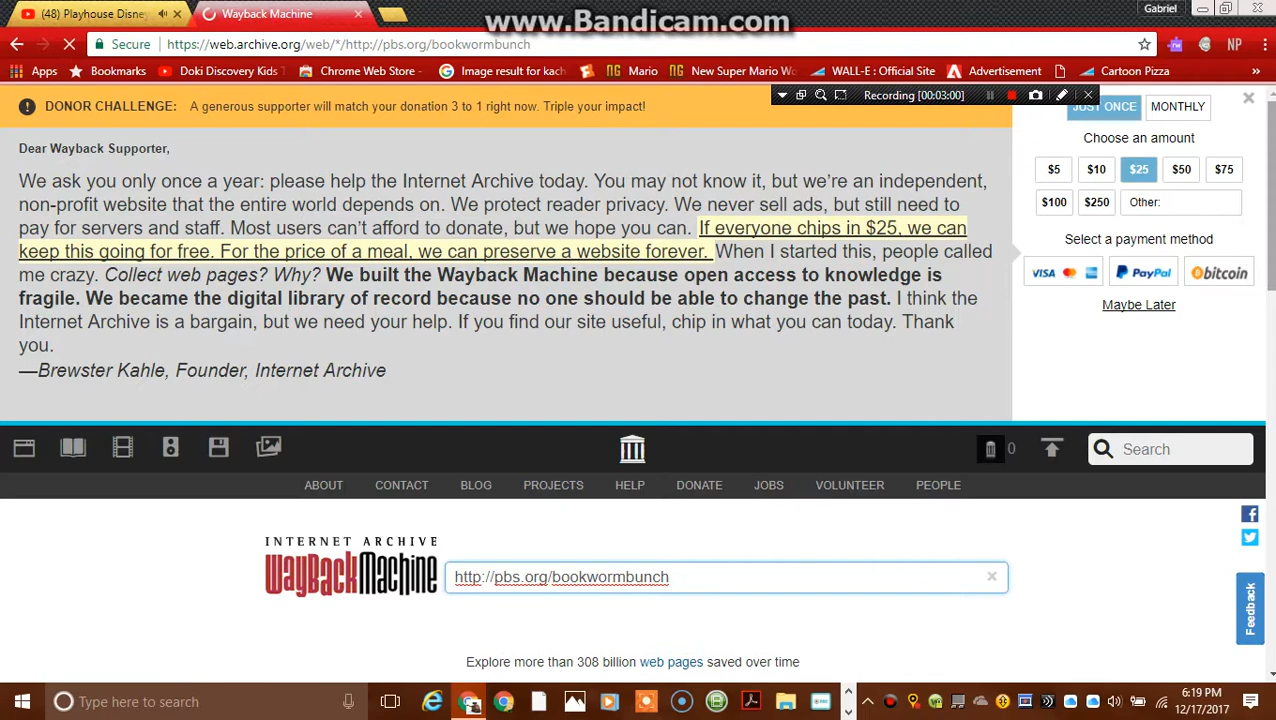 www.Bandicam.com
(48) Playhouse Disney
Wayback Machine
Gabriel
Secure
https://web.archive.org/web/*/http://pbs.org/bookwormbunch
NP
Apps
Bookmarks
Doki Discovery Kids
Chrome Web Store -
Image result for kach
Mario
New Super Mario Wo
WALL-E : Official Site
Advertisement
Cartoon Pizza
»
DONOR CHALLENGE: A generous supporter will match your donation 3 to 1 right now. Triple your impact!
Recording [00:03:00]
JUST ONCE
MONTHLY
Dear Wayback Supporter,
We ask you only once a year: please help the Internet Archive today. You may not know it, but we're an independent,
non-profit website that the entire world depends on. We protect reader privacy. We never sell ads, but still need to
pay for servers and staff. Most users can't afford to donate, but we hope you can. If everyone chips in $25, we can
keep this going for free. For the price of a meal, we can preserve a website forever. When I started this, people called
me crazy. Collect web pages? Why? We built the Wayback Machine because open access to knowledge is
fragile. We became the digital library of record because no one should be able to change the past. I think the
Internet Archive is a bargain, but we need your help. If you find our site useful, chip in what you can today. Thank
you.
—Brewster Kahle, Founder, Internet Archive
Choose an amount
$5
$10
$25
$50
$75
$100
$250
Other:
Select a payment method
VISA
PayPal
bitcoin
Maybe Later
0
Search
ABOUT
CONTACT
BLOG
PROJECTS
HELP
DONATE
JOBS
VOLUNTEER
PEOPLE
INTERNET ARCHIVE
WayBackMachine
http://pbs.org/bookwormbunch
Feedback
Explore more than 308 billion web pages saved over time
Type here to search
6:19 PM
12/17/2017